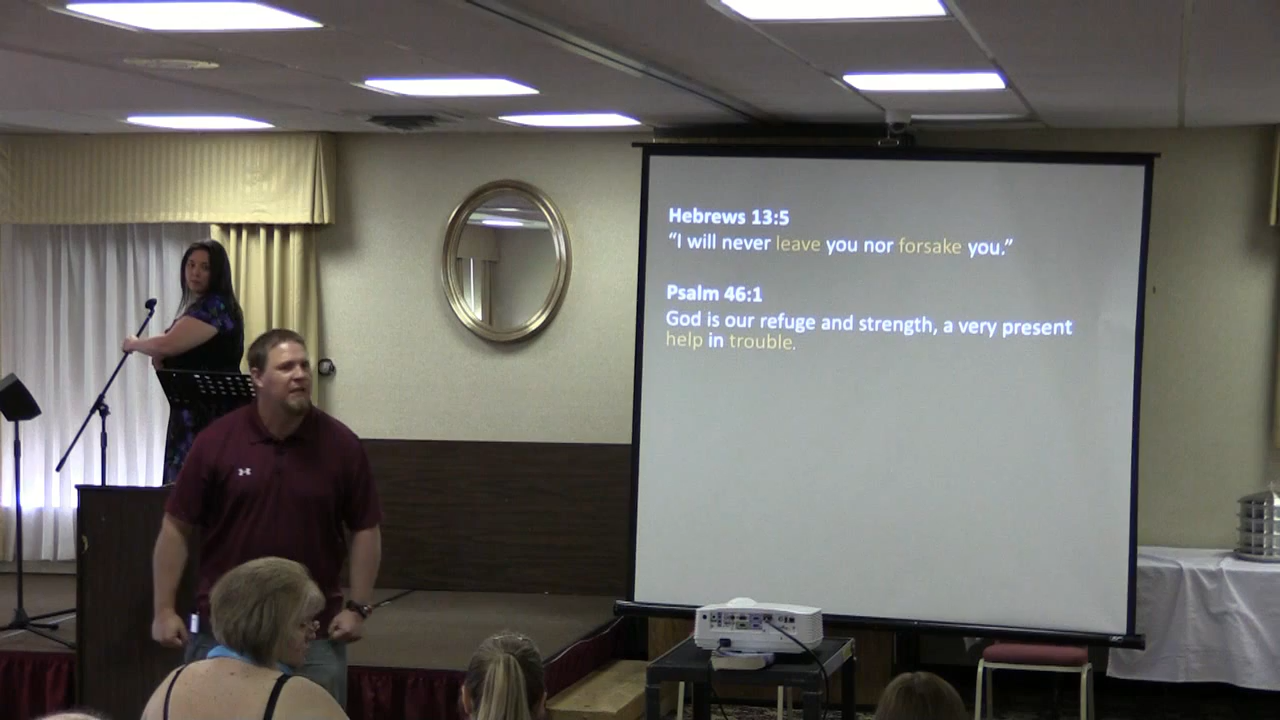 Hebrews 13:5
“I will never leave you nor forsake you.”
Psalm 46:1
God is our refuge and strength, a very present
help in trouble.